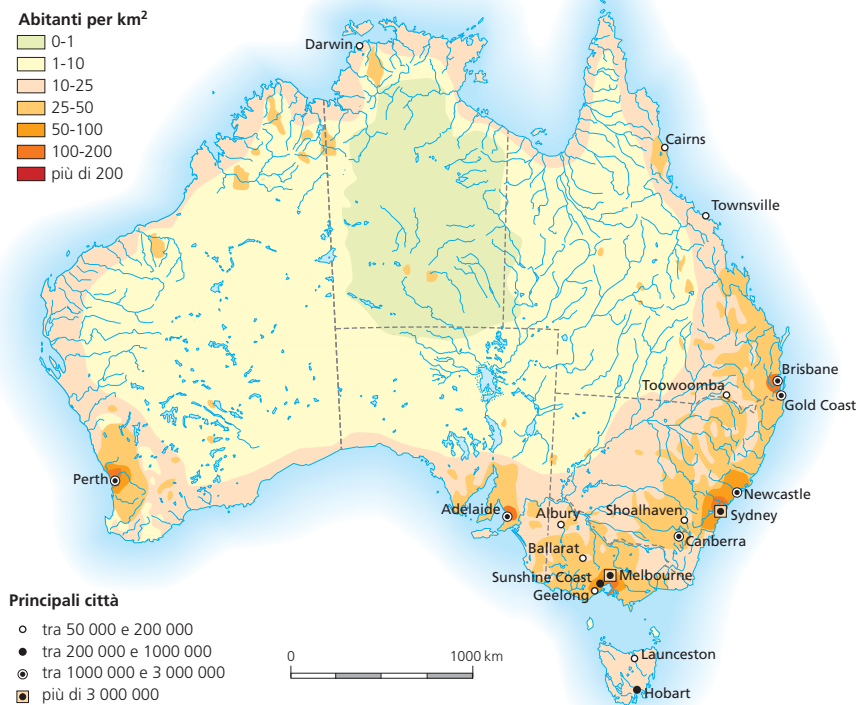 Abitanti per km²
0-1
1-10
10-25
25-50
50-100
100-200
più di 200
Darwin
Cairns
Townsville
Brisbane
Toowoomba
Gold Coast
Perth
Newcastle
Adelaide
Albury
Shoalhaven
Sydney
Canberra
Ballarat
Sunshine Coast
Melbourne
Geelong
Launceston
Hobart
Principali città
tra 50 000 e 200 000
tra 200 000 e 1000 000
tra 1000 000 e 3 000 000
più di 3 000 000
0
1000 km